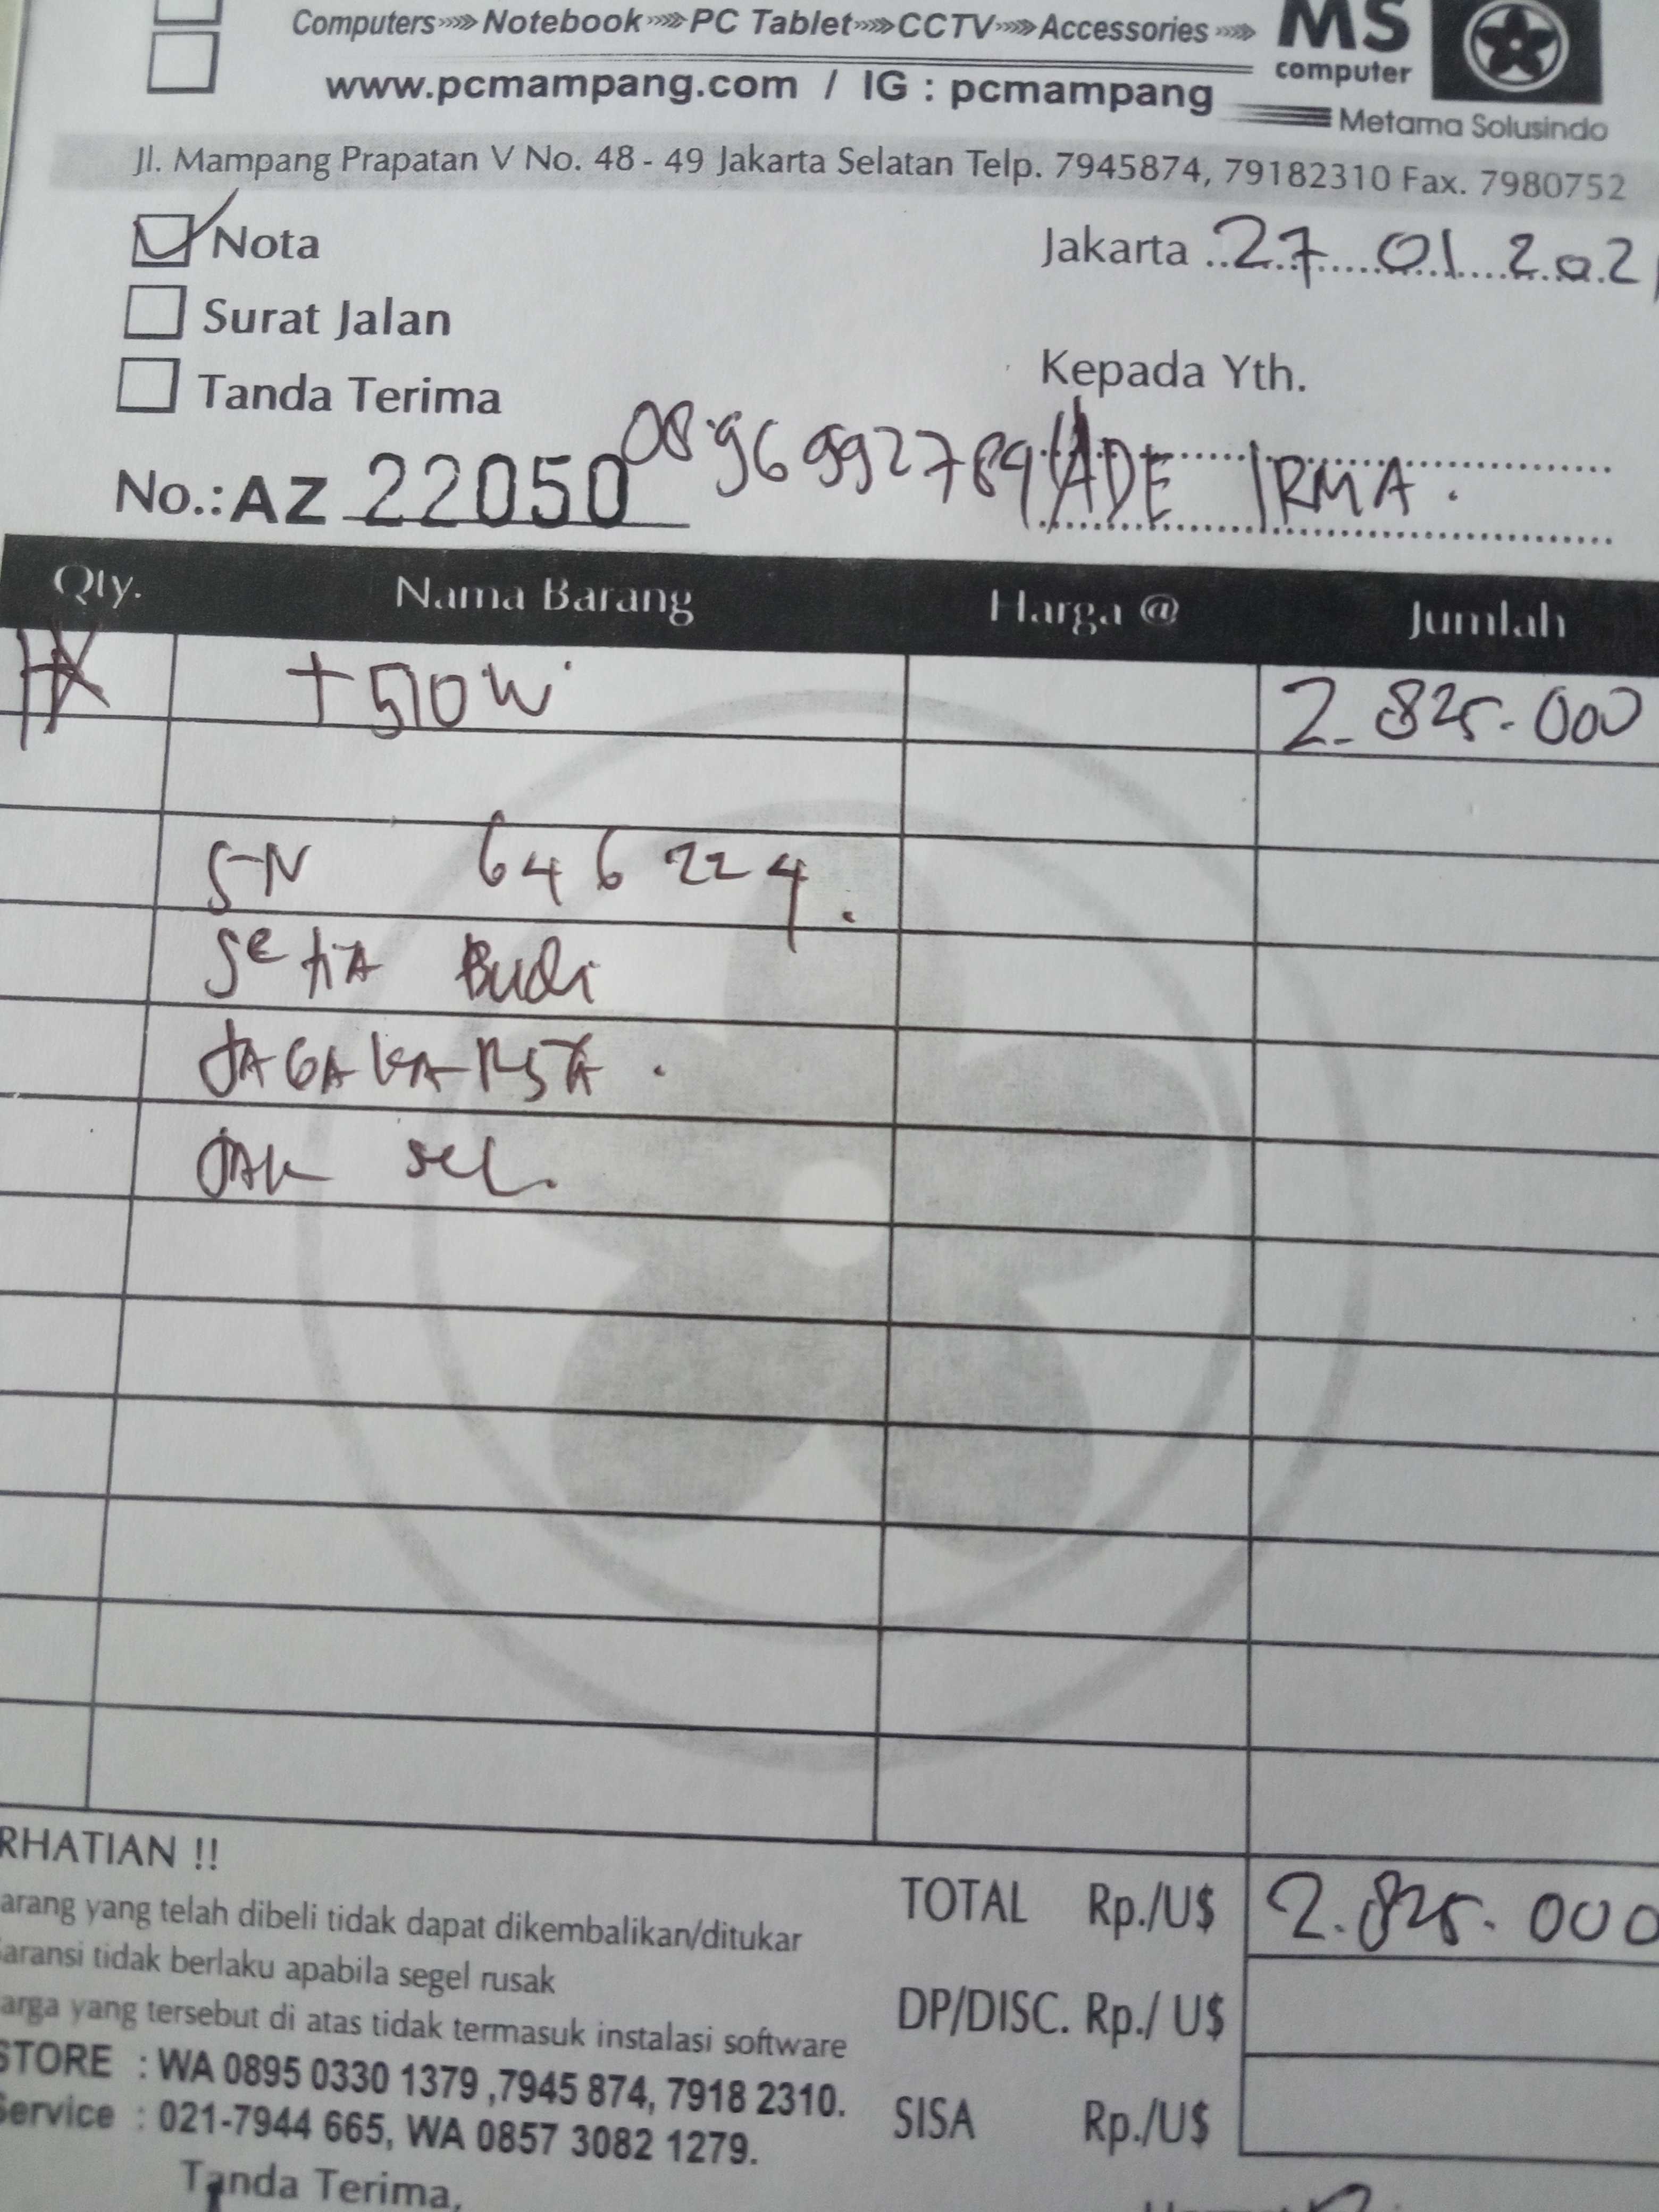 Computers»»»Notebook»»»PC Tablet»»»CCTV»»»Accessories»»»
MS
computer
www.pcmampang.com / IG : pcmampang
Metama Solusindo
Jl. Mampang Prapatan V No. 48 - 49 Jakarta Selatan Telp. 7945874, 79182310 Fax. 7980752
Nota
Jakarta 27 01 202
Surat Jalan
Tanda Terima
Kepada Yth.
No.: AZ 22050
ADE IRMA.
Qty. Nama Barang Harga @ Jumlah
T510W 2.825.000
SN 646224.
Setia Budi
JAGAKARSA.
JAK sel.
RHATIAN !!
arang yang telah dibeli tidak dapat dikembalikan/ditukar
aransi tidak berlaku apabila segel rusak
arga yang tersebut di atas tidak termasuk instalasi software
STORE : WA 0895 0330 1379 ,7945 874, 7918 2310.
Service : 021-7944 665, WA 0857 3082 1279.
TOTAL Rp./U$ 2.825.000
DP/DISC. Rp./ U$
SISA Rp./U$
Tanda Terima,